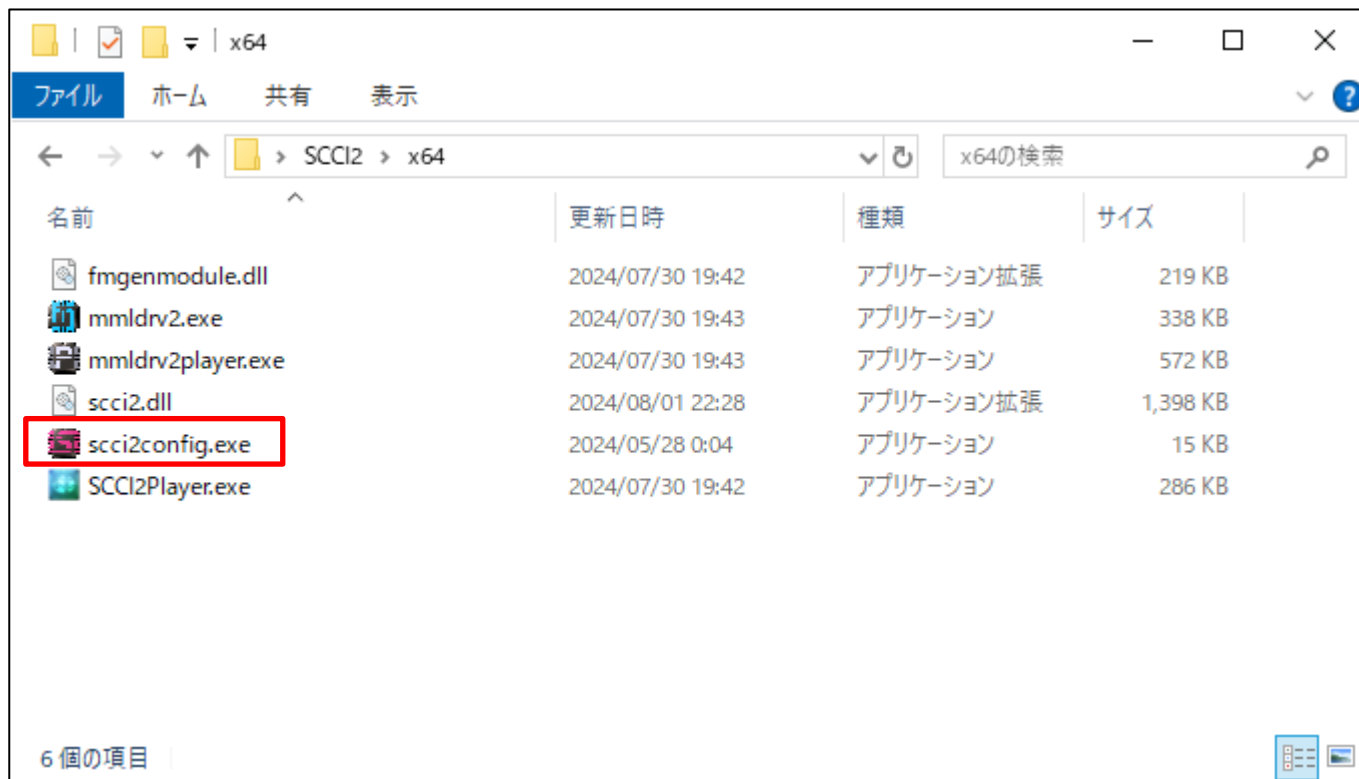 x64
ファイル ホーム 共有 表示
SCCI2 x64 x64の検索
名前 更新日時 種類 サイズ
fmgenmodule.dll 2024/07/30 19:42 アプリケーション拡張 219 KB
mmldrv2.exe 2024/07/30 19:43 アプリケーション 338 KB
mmldrv2player.exe 2024/07/30 19:43 アプリケーション 572 KB
scci2.dll 2024/08/01 22:28 アプリケーション拡張 1,398 KB
scci2config.exe 2024/05/28 0:04 アプリケーション 15 KB
SCCI2Player.exe 2024/07/30 19:42 アプリケーション 286 KB
6 個の項目